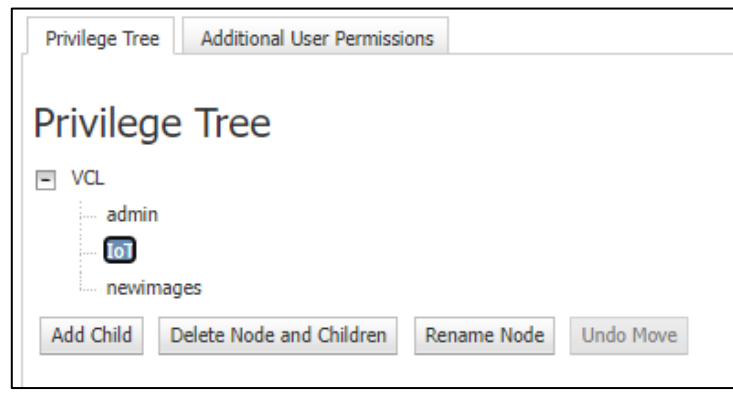 Privilege Tree Additional User Permissions
Privilege Tree
VCL
admin
IoT
newimages
Add Child Delete Node and Children Rename Node Undo Move